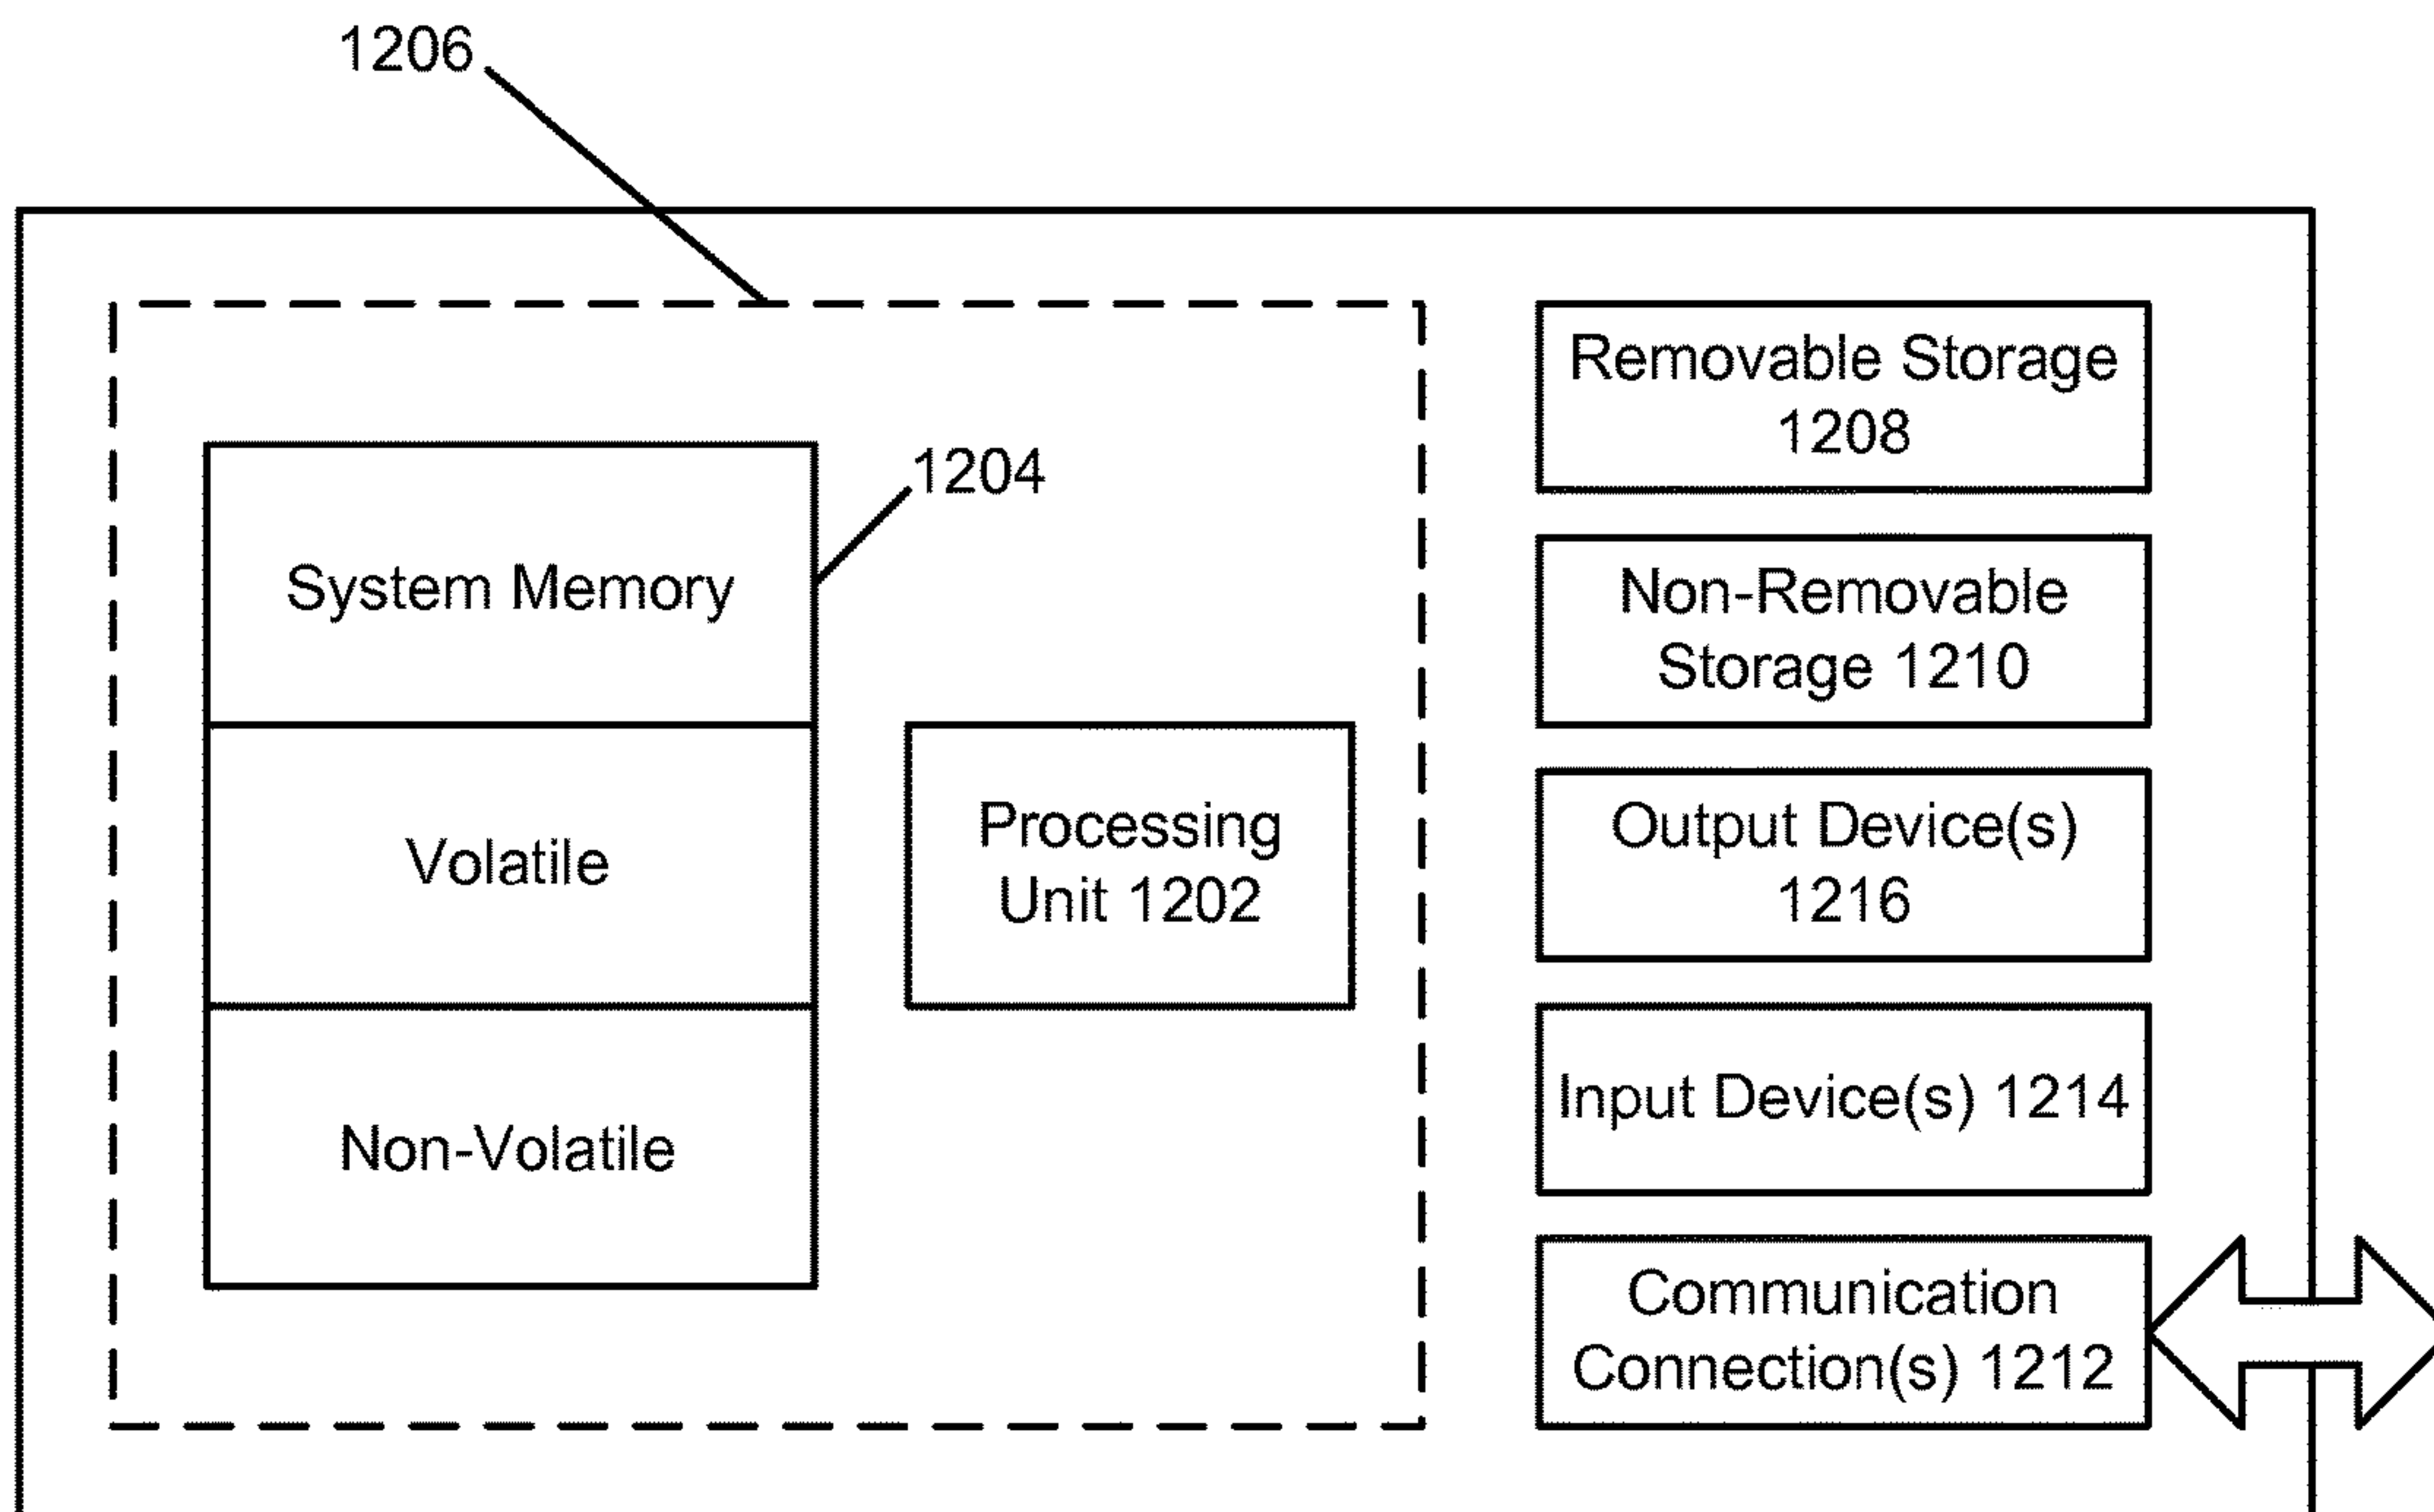 1206
1204
System Memory
Volatile
Non-Volatile
Processing
Unit 1202
Removable Storage
1208
Non-Removable
Storage 1210
Output Device(s)
1216
Input Device(s) 1214
Communication
Connection(s) 1212